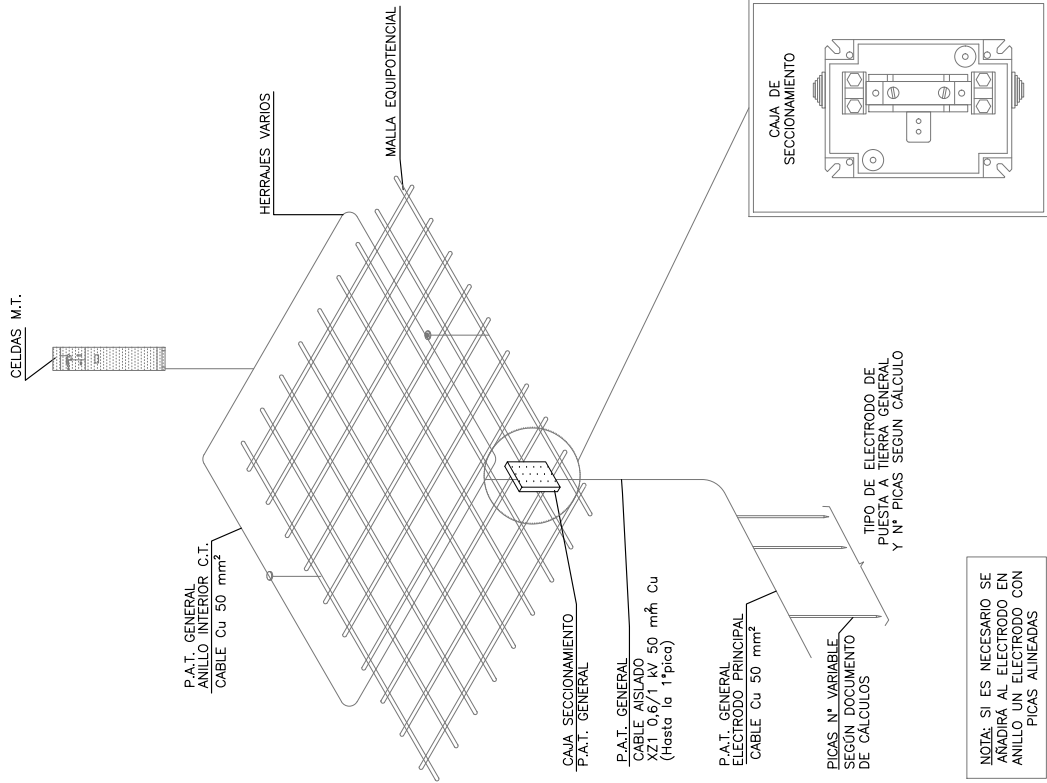 CELDAS M.T.
HERRAJES VARIOS
MALLA EQUIPOTENCIAL
P.A.T. GENERAL
ANILLO INTERIOR C.T.
CABLE Cu 50 mm²
CAJA DE
SECCIONAMIENTO
CAJA SECCIONAMIENTO
P.A.T. GENERAL
P.A.T. GENERAL
CABLE AISLADO
XZ1 0,6/1 kV 50 mm² Cu
(Hasta la 1ªpica)
P.A.T. GENERAL
ELECTRODO PRINCIPAL
CABLE Cu 50 mm²
PICAS Nº VARIABLE
SEGÚN DOCUMENTO
DE CÁLCULOS
TIPO DE ELECTRODO DE
PUESTA A TIERRA GENERAL
Y Nº PICAS SEGUN CÁLCULO
NOTA: SI ES NECESARIO SE
AÑADIRÁ AL ELECTRODO EN
ANILLO UN ELECTRODO CON
PICAS ALINEADAS